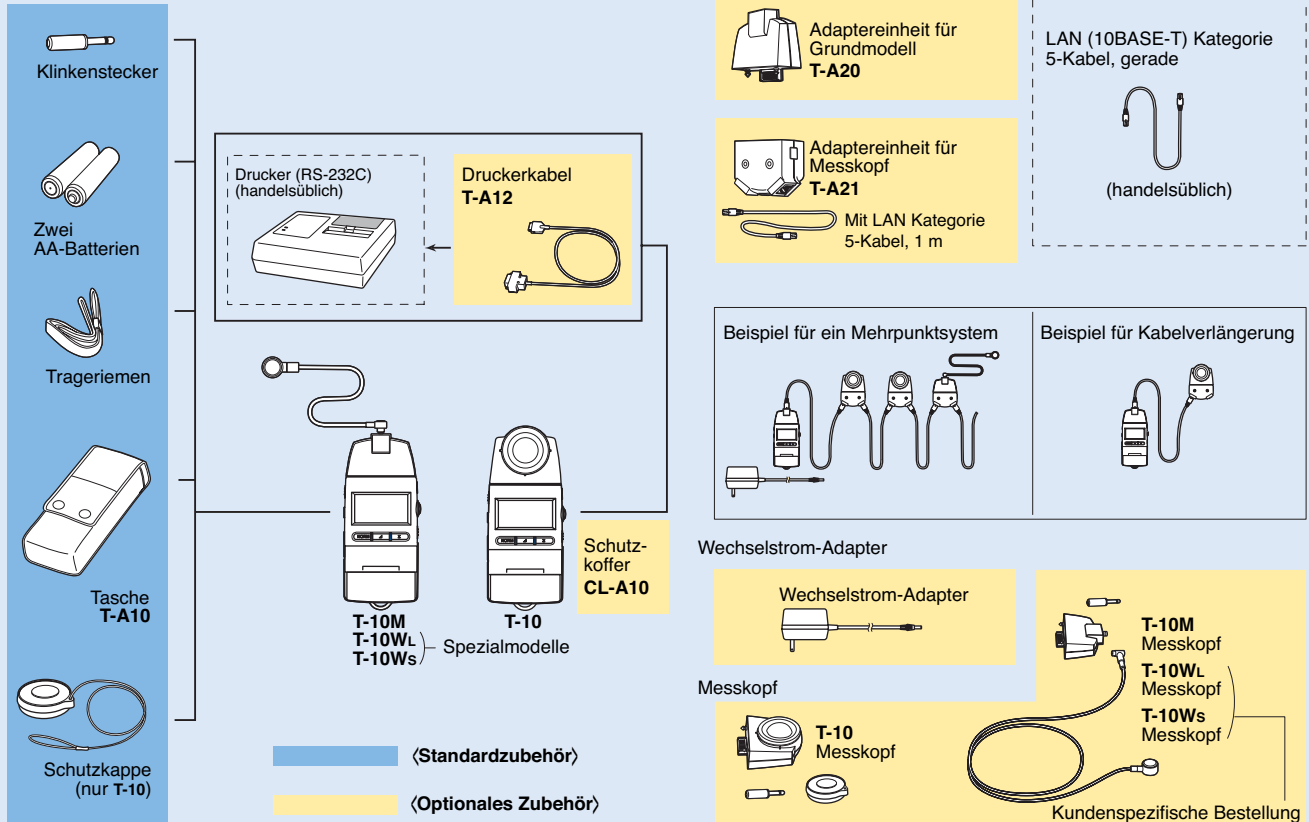 Klinkenstecker
Zwei
AA-Batterien
Trageriemen
Tasche
T-A10
Schutzkappe
(nur T-10)
Drucker (RS-232C)
(handelsüblich)
Druckerkabel
T-A12
T-10M
T-10WL
T-10WS
Spezialmodelle
T-10
Schutz-
koffer
CL-A10
〈Standardzubehör〉
〈Optionales Zubehör〉
Adaptereinheit für
Grundmodell
T-A20
Adaptereinheit für
Messkopf
T-A21
Mit LAN Kategorie
5-Kabel, 1 m
LAN (10BASE-T) Kategorie
5-Kabel, gerade
(handelsüblich)
Beispiel für ein Mehrpunktsystem
Beispiel für Kabelverlängerung
Wechselstrom-Adapter
Wechselstrom-Adapter
Messkopf
T-10
Messkopf
T-10M
Messkopf
T-10WL
Messkopf
T-10WS
Messkopf
Kundenspezifische Bestellung